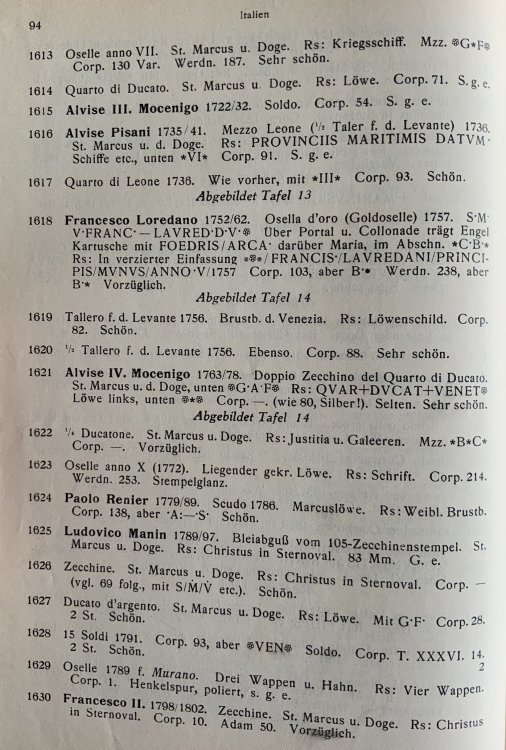 94
Italien
1613 Oselle anno VII. St. Marcus u. Doge. Rs: Kriegsschiff. Mzz. ❊G*F❊
Corp. 130 Var. Werdn. 187. Sehr schön.
1614 Quarto di Ducato. St. Marcus u. Doge. Rs: Löwe. Corp. 71. S. g. e.
1615 Alvise III. Mocenigo 1722/32. Soldo. Corp. 54. S. g. e.
1616 Alvise Pisani 1735/41. Mezzo Leone (½ Taler f. d. Levante) 1736.
St. Marcus u. d. Doge. Rs: PROVINCIIS MARITIMIS DATVM ·
Schiffe etc., unten *VI* Corp. 91. S. g. e.
1617 Quarto di Leone 1736. Wie vorher, mit *III* Corp. 93. Schön.
Abgebildet Tafel 13
1618 Francesco Loredano 1752/62. Osella d'oro (Goldoselle) 1757. S·M·
V·FRANC·—LAVRED·D·V·❊ Über Portal u. Collonade trägt Engel
Kartusche mit FOEDRIS/ARCA· darüber Maria, im Abschn. *C·B·*
Rs: In verzierter Einfassung ❊❊*/FRANCIS·/LAVREDANI/PRINCI-
PIS/MVNVS/ANNO·V/1757 Corp. 103, aber B·* Werdn. 238, aber
B·* Vorzüglich.
Abgebildet Tafel 14
1619 Tallero f. d. Levante 1756. Brustb. d. Venezia. Rs: Löwenschild. Corp.
82. Schön.
1620 ½ Tallero f. d. Levante 1756. Ebenso. Corp. 88. Sehr schön.
1621 Alvise IV. Mocenigo 1763/78. Doppio Zecchino del Quarto di Ducato.
St. Marcus u. d. Doge, unten ❊G·A·F❊ Rs: QVAR+DVCAT+VENET❊
Löwe links, unten ❊*❊ Corp. —. (wie 80, Silber!). Selten. Sehr schön.
Abgebildet Tafel 14
1622 ¼ Ducatone. St. Marcus u. Doge. Rs: Justitia u. Galeeren. Mzz. *B*C*
Corp. —. Vorzüglich.
1623 Oselle anno X (1772). Liegender gekr. Löwe. Rs: Schrift. Corp. 214.
Werdn. 253. Stempelglanz.
1624 Paolo Renier 1779/89. Scudo 1786. Marcuslöwe. Rs: Weibl. Brustb.
Corp. 138, aber ·A:—·S· Schön.
1625 Ludovico Manin 1789/97. Bleiabguß vom 105-Zecchinenstempel. St.
Marcus u. Doge. Rs: Christus in Sternoval. 83 Mm. G. e.
1626 Zecchine. St. Marcus u. Doge. Rs: Christus in Sternoval. Corp. —
(vgl. 69 folg., mit S/Ṁ/V̇ etc.). Schön.
1627 Ducato d'argento. St. Marcus u. Doge. Rs: Löwe. Mit G·F· Corp. 28.
2 St. Schön.
1628 15 Soldi 1791. Corp. 93, aber ❊VEN❊ Soldo. Corp. T. XXXVI. 14.
2 St. Schön. 2
1629 Oselle 1789 f. Murano. Drei Wappen u. Hahn. Rs: Vier Wappen.
Corp. 1. Henkelspur, poliert, s. g. e.
1630 Francesco II. 1798/1802. Zecchine. St. Marcus u. Doge. Rs: Christus
in Sternoval. Corp. 10. Adam 50. Vorzüglich.